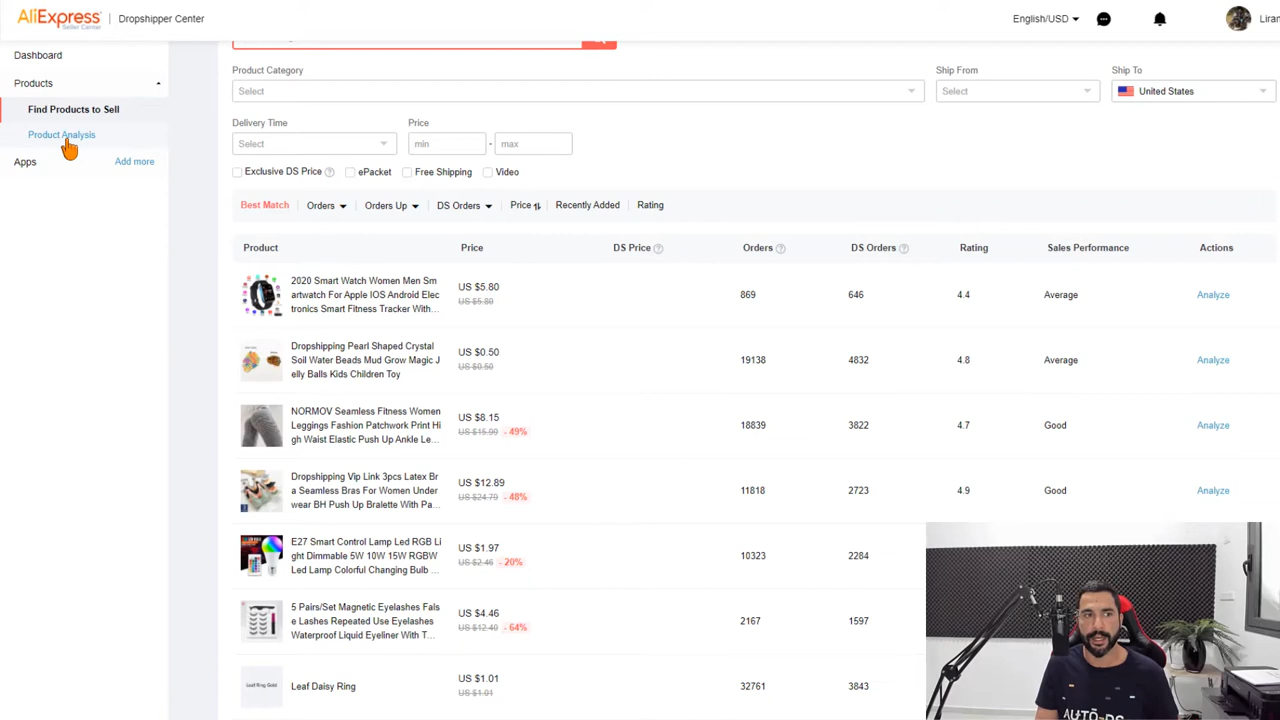 AliExpress
Seller Center
Dropshipper Center
English/USD
Liran
Dashboard
Products
Find Products to Sell
Product Analysis
Apps
Add more
Product Category
Ship From
Ship To
Select
Select
United States
Delivery Time
Price
Select
min
-
max
Exclusive DS Price
ePacket
Free Shipping
Video
Best Match
Orders
Orders Up
DS Orders
Price
Recently Added
Rating
Product
Price
DS Price
Orders
DS Orders
Rating
Sales Performance
Actions
2020 Smart Watch Women Men Sm
artwatch For Apple IOS Android Elec
tronics Smart Fitness Tracker With...
US $5.80
US $5.80
869
646
4.4
Average
Analyze
Dropshipping Pearl Shaped Crystal
Soil Water Beads Mud Grow Magic J
elly Balls Kids Children Toy
US $0.50
US $0.50
19138
4832
4.8
Average
Analyze
NORMOV Seamless Fitness Women
Leggings Fashion Patchwork Print Hi
gh Waist Elastic Push Up Ankle Le...
US $8.15
US $15.99 - 49%
18839
3822
4.7
Good
Analyze
Dropshipping Vip Link 3pcs Latex Br
a Seamless Bras For Women Under
wear BH Push Up Bralette With Pa...
US $12.89
US $24.79 - 48%
11818
2723
4.9
Good
Analyze
E27 Smart Control Lamp Led RGB Li
ght Dimmable 5W 10W 15W RGBW
Led Lamp Colorful Changing Bulb ...
US $1.97
US $2.46 - 20%
10323
2284
5 Pairs/Set Magnetic Eyelashes Fals
e Lashes Repeated Use Eyelashes
Waterproof Liquid Eyeliner With T...
US $4.46
US $12.40 - 64%
2167
1597
Leaf Ring Gold
Leaf Daisy Ring
US $1.01
US $1.01
32761
3843
AUTO-DS